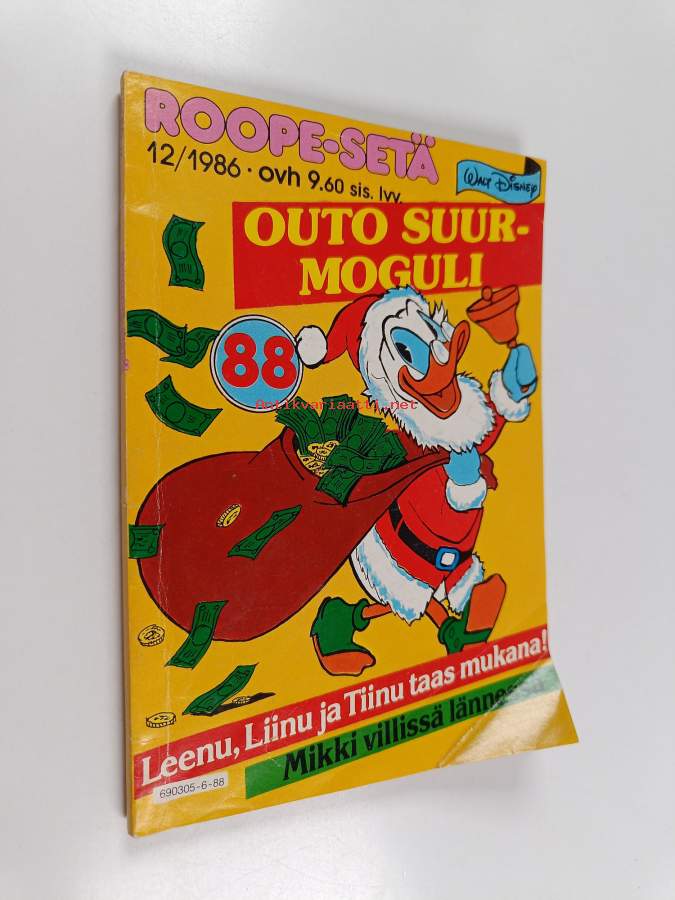 ROOPE-SETÄ
12/1986 · ovh 9.60 sis. lvv.
WALT DISNEY
OUTO SUUR-
MOGULI
88
Antikvariaatti.net
Leenu, Liinu ja Tiinu taas mukana!
Mikki villissä lännessä
690305-6-88